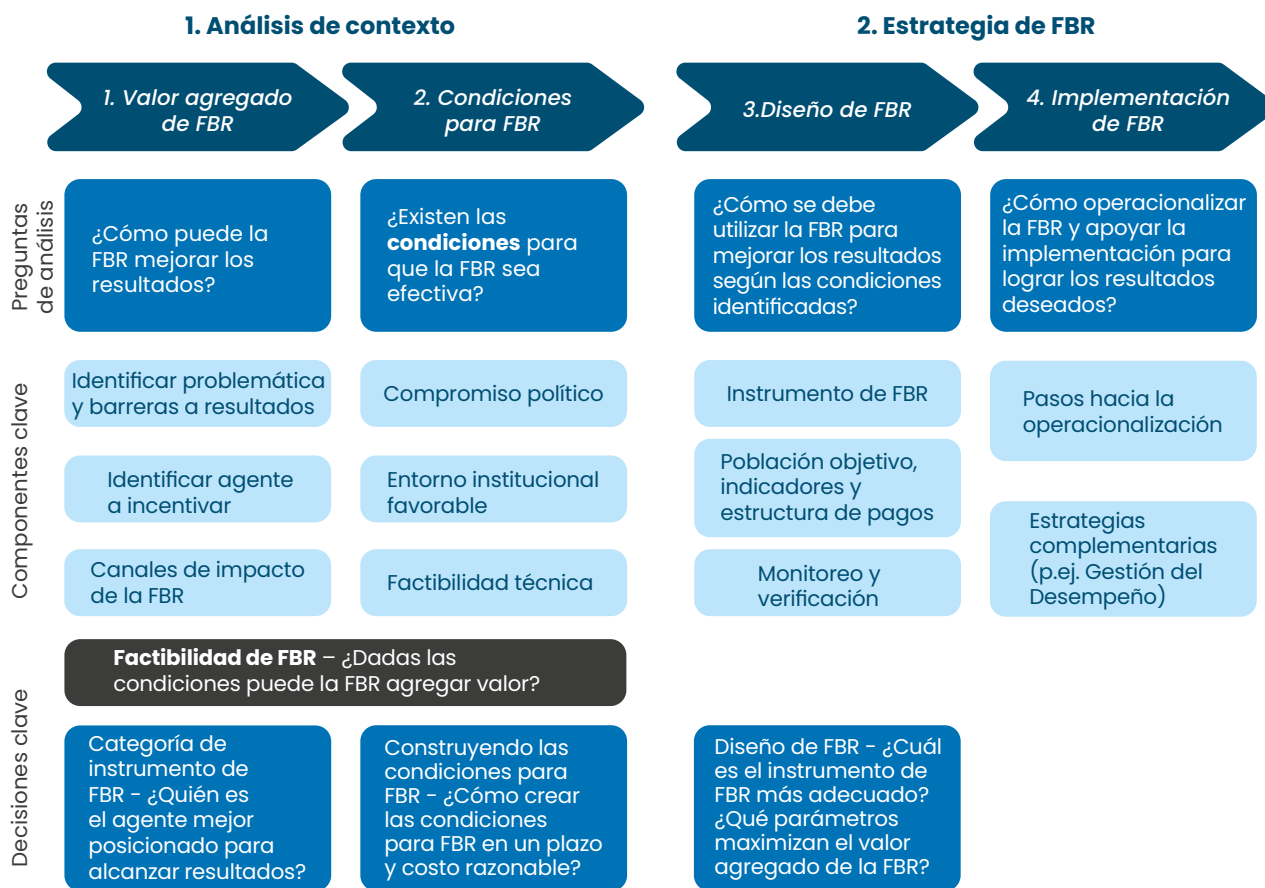 1. Análisis de contexto
2. Estrategia de FBR
1. Valor agregado
de FBR
2. Condiciones
para FBR
3.Diseño de FBR
4. Implementación
de FBR
Preguntas
de análisis
¿Cómo puede la
FBR mejorar los
resultados?
¿Existen las
condiciones para
que la FBR sea
efectiva?
¿Cómo se debe
utilizar la FBR para
mejorar los resultados
según las condiciones
identificadas?
¿Cómo operacionalizar
la FBR y apoyar la
implementación para
lograr los resultados
deseados?
Componentes clave
Identificar problemática
y barreras a resultados
Compromiso político
Instrumento de FBR
Pasos hacia la
operacionalización
Identificar agente
a incentivar
Entorno institucional
favorable
Población objetivo,
indicadores y
estructura de pagos
Estrategias
complementarias
(p.ej. Gestión del
Desempeño)
Canales de impacto
de la FBR
Factibilidad técnica
Monitoreo y
verificación
Decisiones clave
Factibilidad de FBR – ¿Dadas las
condiciones puede la FBR agregar valor?
Categoría de
instrumento de
FBR - ¿Quién es
el agente mejor
posicionado para
alcanzar resultados?
Construyendo las
condiciones para
FBR - ¿Cómo crear
las condiciones
para FBR en un plazo
y costo razonable?
Diseño de FBR - ¿Cuál
es el instrumento de
FBR más adecuado?
¿Qué parámetros
maximizan el valor
agregado de la FBR?